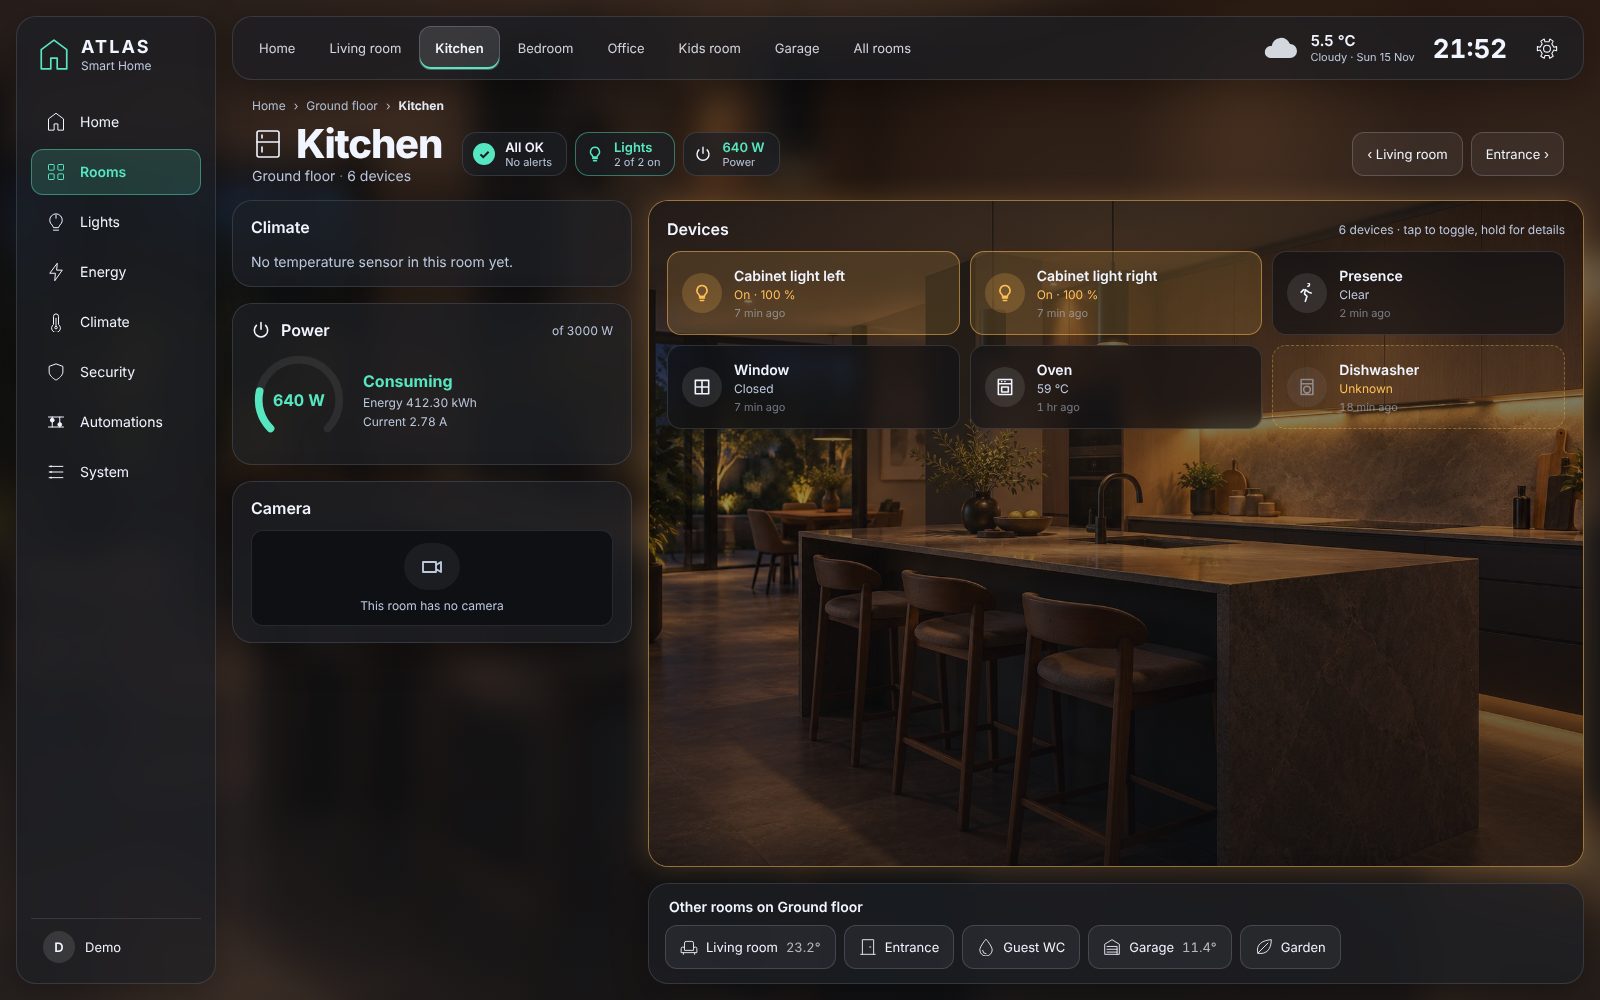 ATLAS
Smart Home
Home
Rooms
Lights
Energy
Climate
Security
Automations
System
D Demo
Home Living room Kitchen Bedroom Office Kids room Garage All rooms
5.5 °C
Cloudy · Sun 15 Nov
21:52
Home › Ground floor › Kitchen
Kitchen
Ground floor · 6 devices
All OK
No alerts
Lights
2 of 2 on
640 W
Power
‹ Living room
Entrance ›
Climate
No temperature sensor in this room yet.
Power
of 3000 W
640 W
Consuming
Energy 412.30 kWh
Current 2.78 A
Camera
This room has no camera
Devices
6 devices · tap to toggle, hold for details
Cabinet light left
On · 100 %
7 min ago
Cabinet light right
On · 100 %
7 min ago
Presence
Clear
2 min ago
Window
Closed
7 min ago
Oven
59 °C
1 hr ago
Dishwasher
Unknown
18 min ago
Other rooms on Ground floor
Living room 23.2°
Entrance
Guest WC
Garage 11.4°
Garden